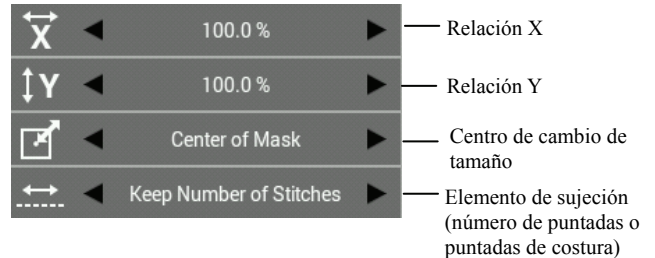 X 100.0 % Relación X
Y 100.0 % Relación Y
Center of Mask Centro de cambio de
tamaño
Keep Number of Stitches Elemento de sujeción
(número de puntadas o
puntadas de costura)